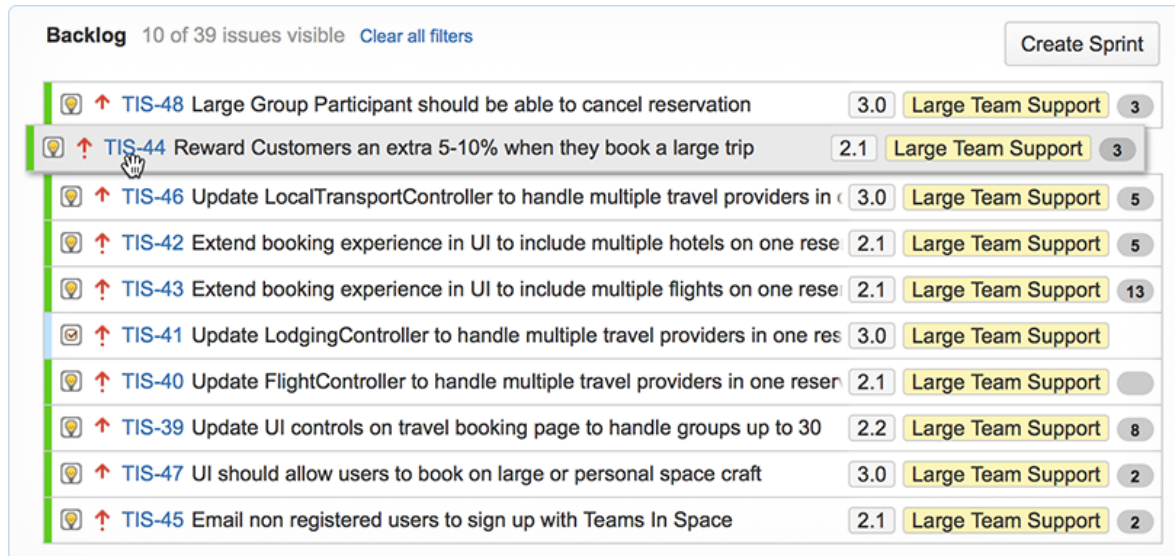 Backlog 10 of 39 issues visible Clear all filters
Create Sprint
TIS-48 Large Group Participant should be able to cancel reservation 3.0 Large Team Support 3
TIS-44 Reward Customers an extra 5-10% when they book a large trip 2.1 Large Team Support 3
TIS-46 Update LocalTransportController to handle multiple travel providers in 3.0 Large Team Support 5
TIS-42 Extend booking experience in UI to include multiple hotels on one rese 2.1 Large Team Support 5
TIS-43 Extend booking experience in UI to include multiple flights on one rese 2.1 Large Team Support 13
TIS-41 Update LodgingController to handle multiple travel providers in one res 3.0 Large Team Support
TIS-40 Update FlightController to handle multiple travel providers in one reser 2.1 Large Team Support
TIS-39 Update UI controls on travel booking page to handle groups up to 30 2.2 Large Team Support 8
TIS-47 UI should allow users to book on large or personal space craft 3.0 Large Team Support 2
TIS-45 Email non registered users to sign up with Teams In Space 2.1 Large Team Support 2